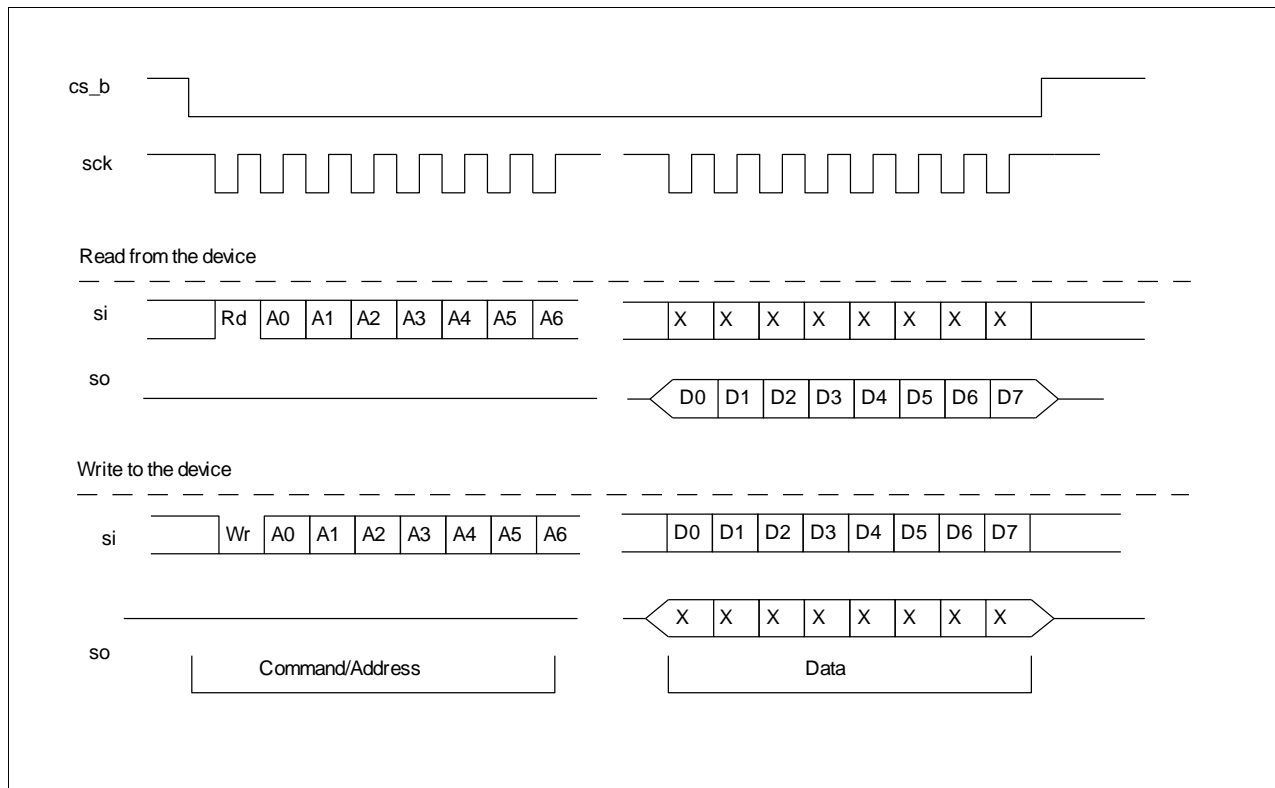 cs_b
sck
Read from the device
si Rd A0 A1 A2 A3 A4 A5 A6 X X X X X X X X
so D0 D1 D2 D3 D4 D5 D6 D7
Write to the device
si Wr A0 A1 A2 A3 A4 A5 A6 D0 D1 D2 D3 D4 D5 D6 D7
X X X X X X X X
so
Command/Address Data